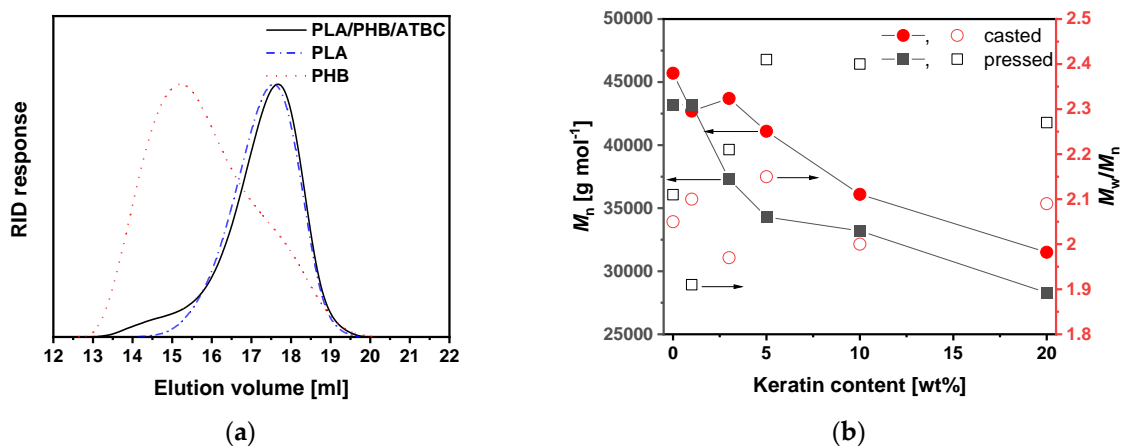 PLA/PHB/ATBC
PLA
PHB
RID response
12 13 14 15 16 17 18 19 20 21 22
Elution volume [ml]
(a)
50000
45000
40000
35000
30000
25000
Mn [g mol-1]
, casted
, pressed
2.5
2.4
2.3
2.2
2.1
2
1.9
1.8
Mw/Mn
0 5 10 15 20
Keratin content [wt%]
(b)